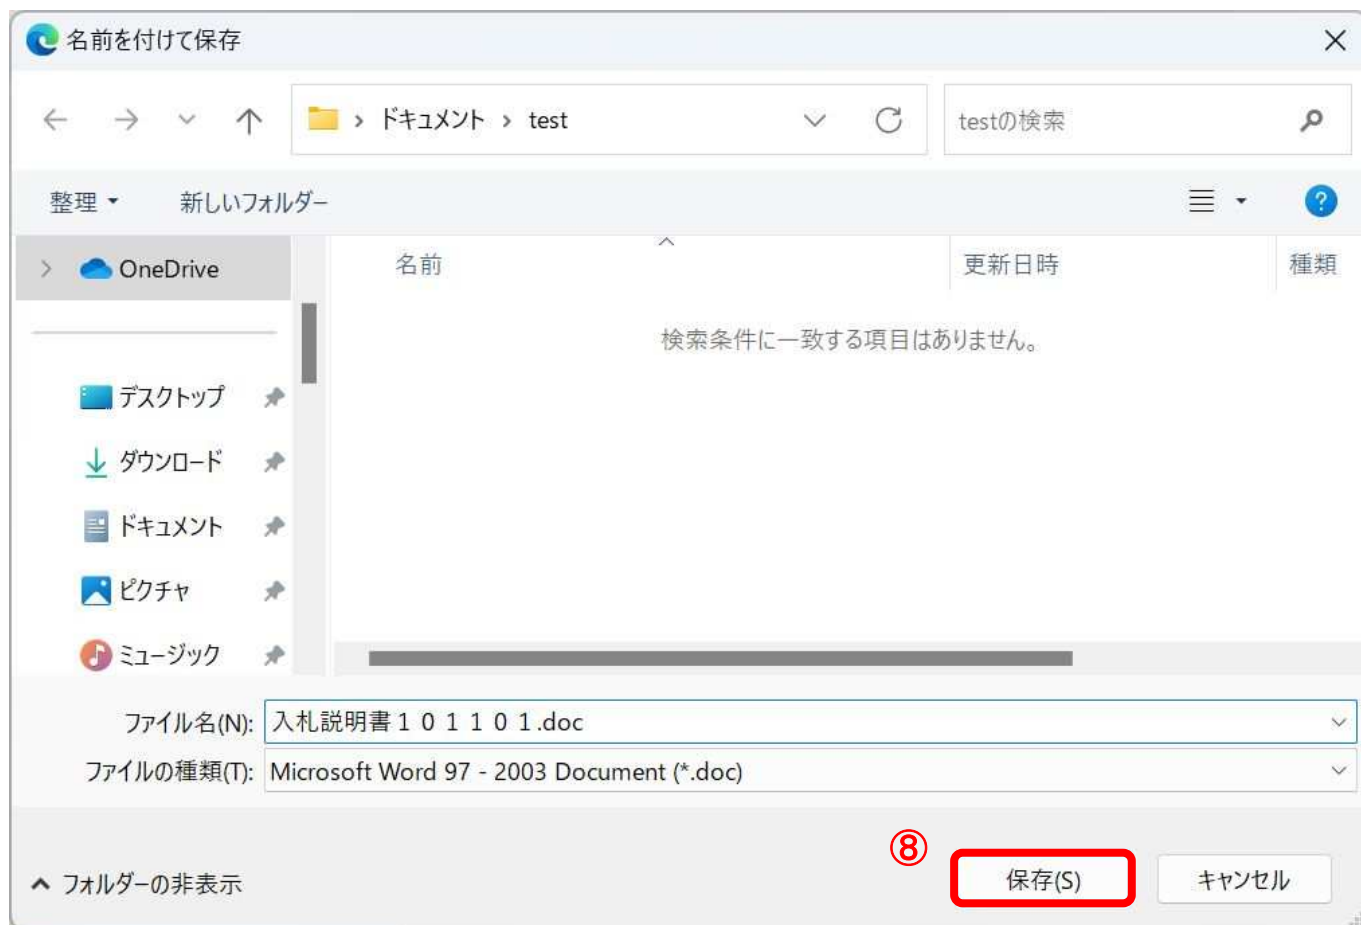 名前を付けて保存
ドキュメント › test
testの検索
整理
新しいフォルダー
OneDrive
名前 更新日時 種類
検索条件に一致する項目はありません。
デスクトップ
ダウンロード
ドキュメント
ピクチャ
ミュージック
ファイル名(N): 入札説明書１０１１０１.doc
ファイルの種類(T): Microsoft Word 97 - 2003 Document (*.doc)
⑧
フォルダーの非表示
保存(S)
キャンセル